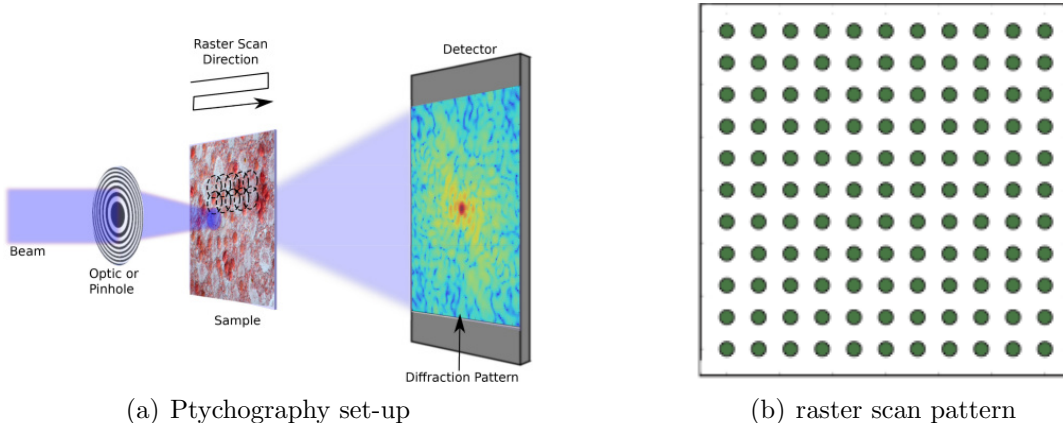 Raster Scan
Direction
Detector
Beam
Optic or
Pinhole
Sample
Diffraction Pattern
(a) Ptychography set-up
(b) raster scan pattern